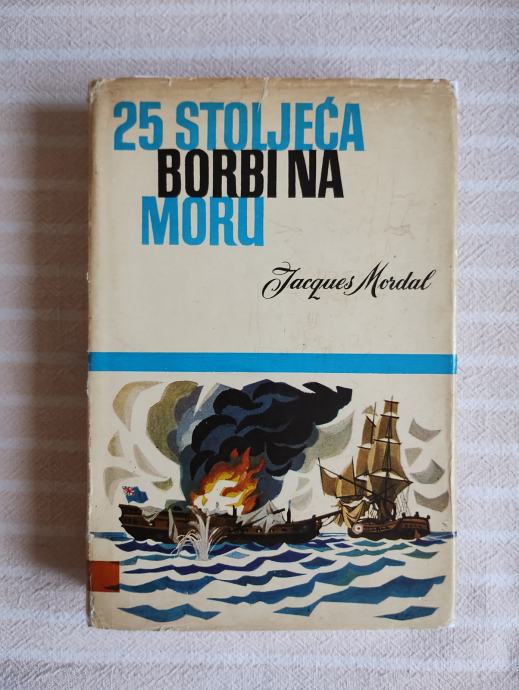 25 STOLJEĆA
BORBI NA
MORU
Jacques Mordal